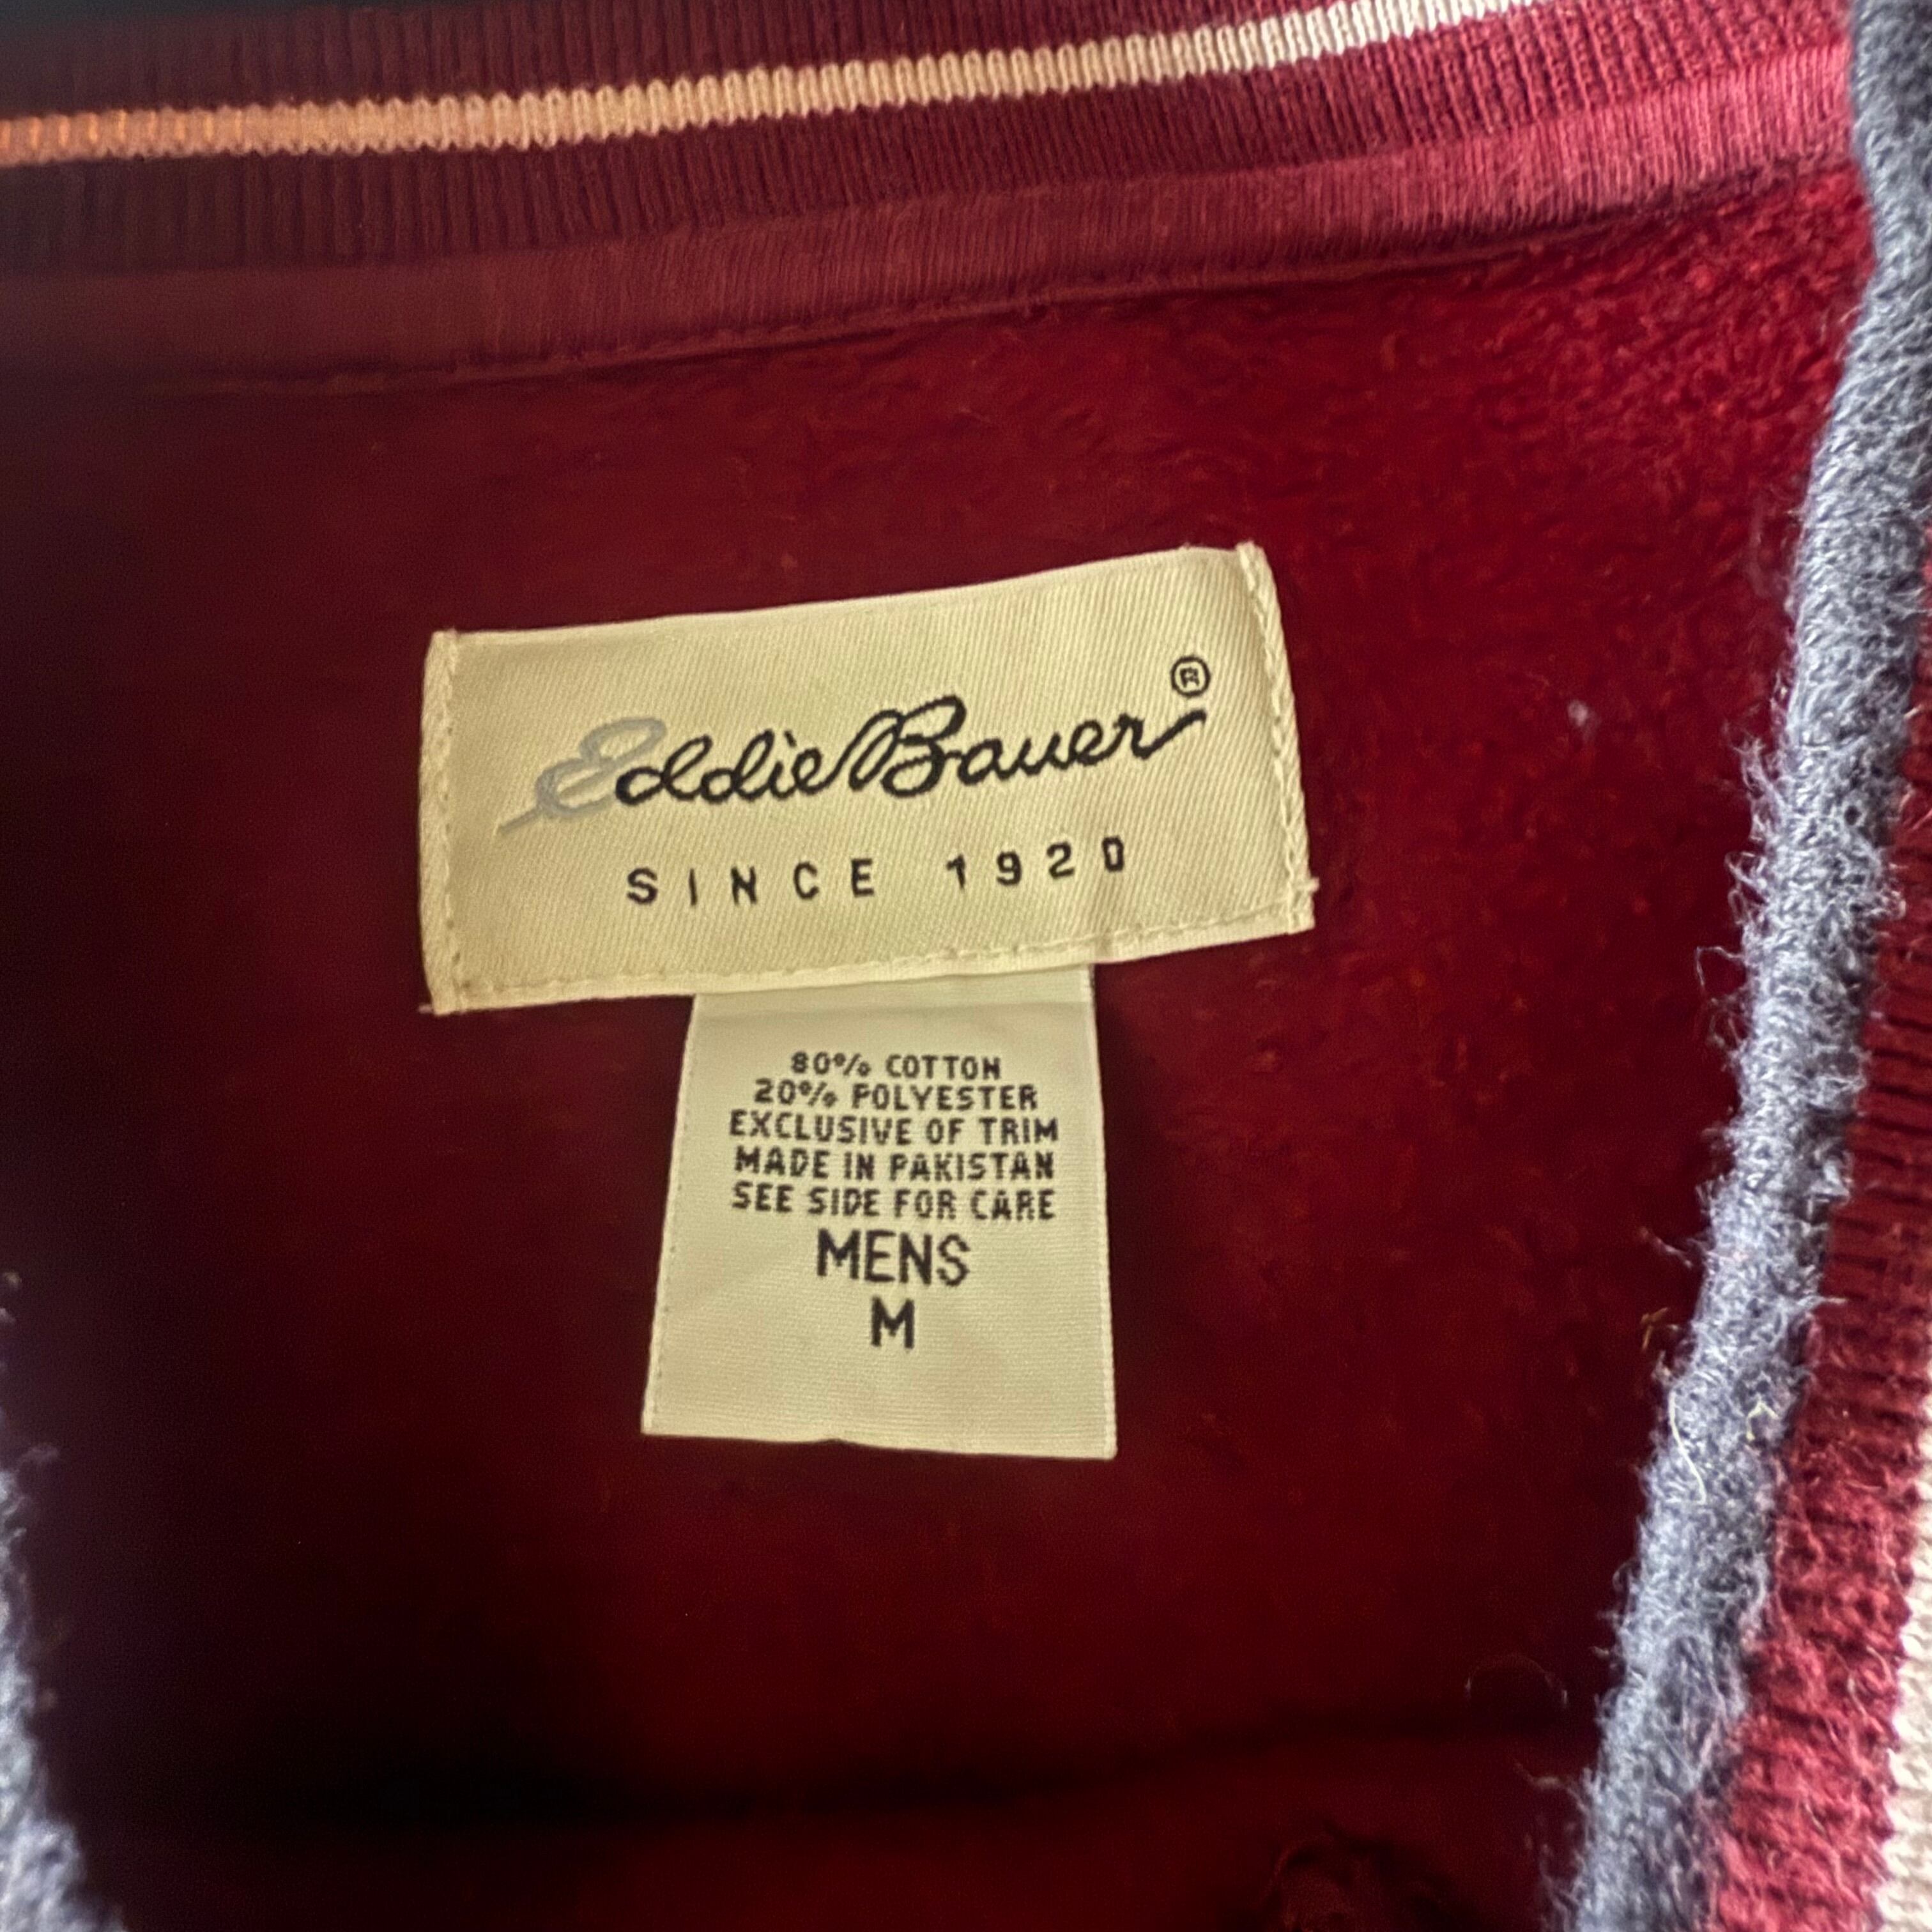 Eddie Bauer®
SINCE 1920
80% COTTON
20% POLYESTER
EXCLUSIVE OF TRIM
MADE IN PAKISTAN
SEE SIDE FOR CARE
MENS
M